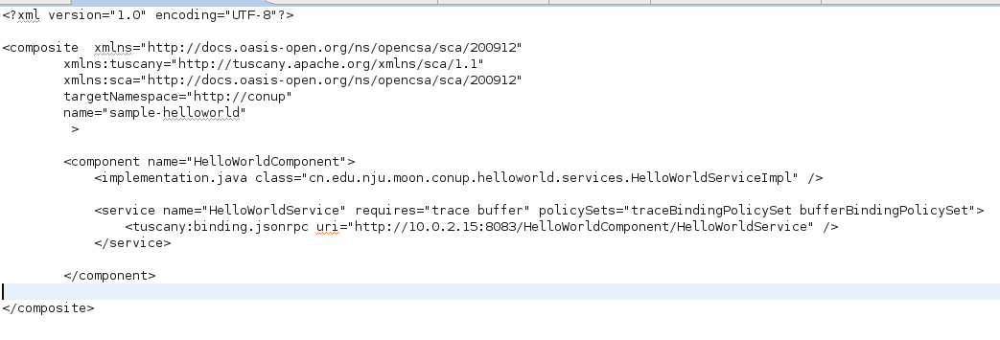 <?xml version="1.0" encoding="UTF-8"?>
<composite  xmlns="http://docs.oasis-open.org/ns/opencsa/sca/200912"
        xmlns:tuscany="http://tuscany.apache.org/xmlns/sca/1.1"
        xmlns:sca="http://docs.oasis-open.org/ns/opencsa/sca/200912"
        targetNamespace="http://conup"
        name="sample-helloworld"
         >
        <component name="HelloWorldComponent">
            <implementation.java class="cn.edu.nju.moon.conup.helloworld.services.HelloWorldServiceImpl" />
            <service name="HelloWorldService" requires="trace buffer" policySets="traceBindingPolicySet bufferBindingPolicySet">
                <tuscany:binding.jsonrpc uri="http://10.0.2.15:8083/HelloWorldComponent/HelloWorldService" />
            </service>
        </component>
</composite>